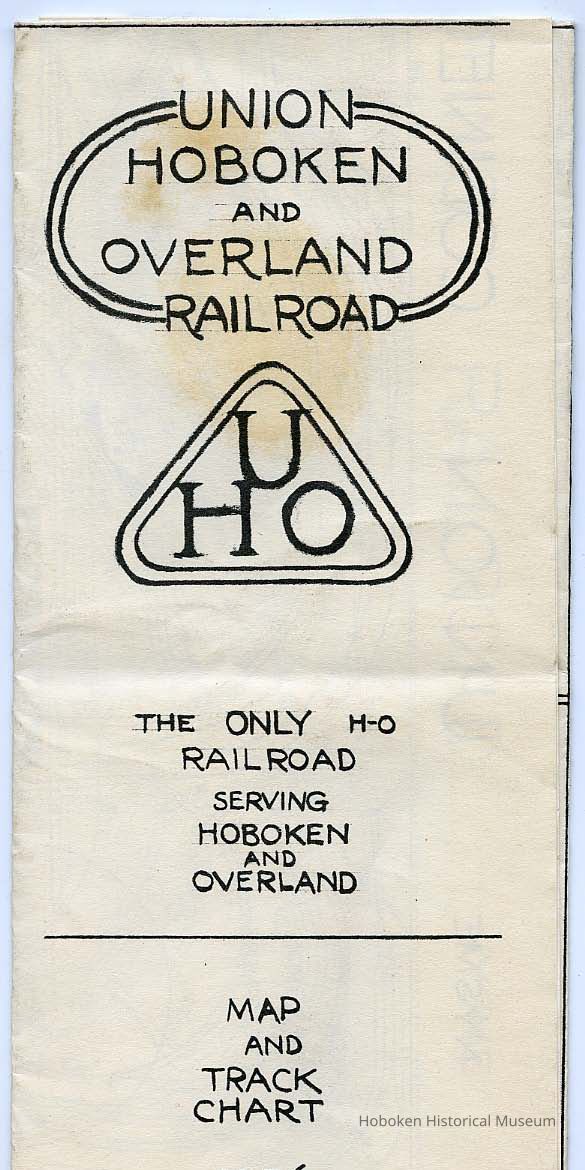 UNION
HOBOKEN
AND
OVERLAND
RAILROAD
U
H O
THE ONLY H-O
RAILROAD
SERVING
HOBOKEN
AND
OVERLAND
MAP
AND
TRACK
CHART
Hoboken Historical Museum